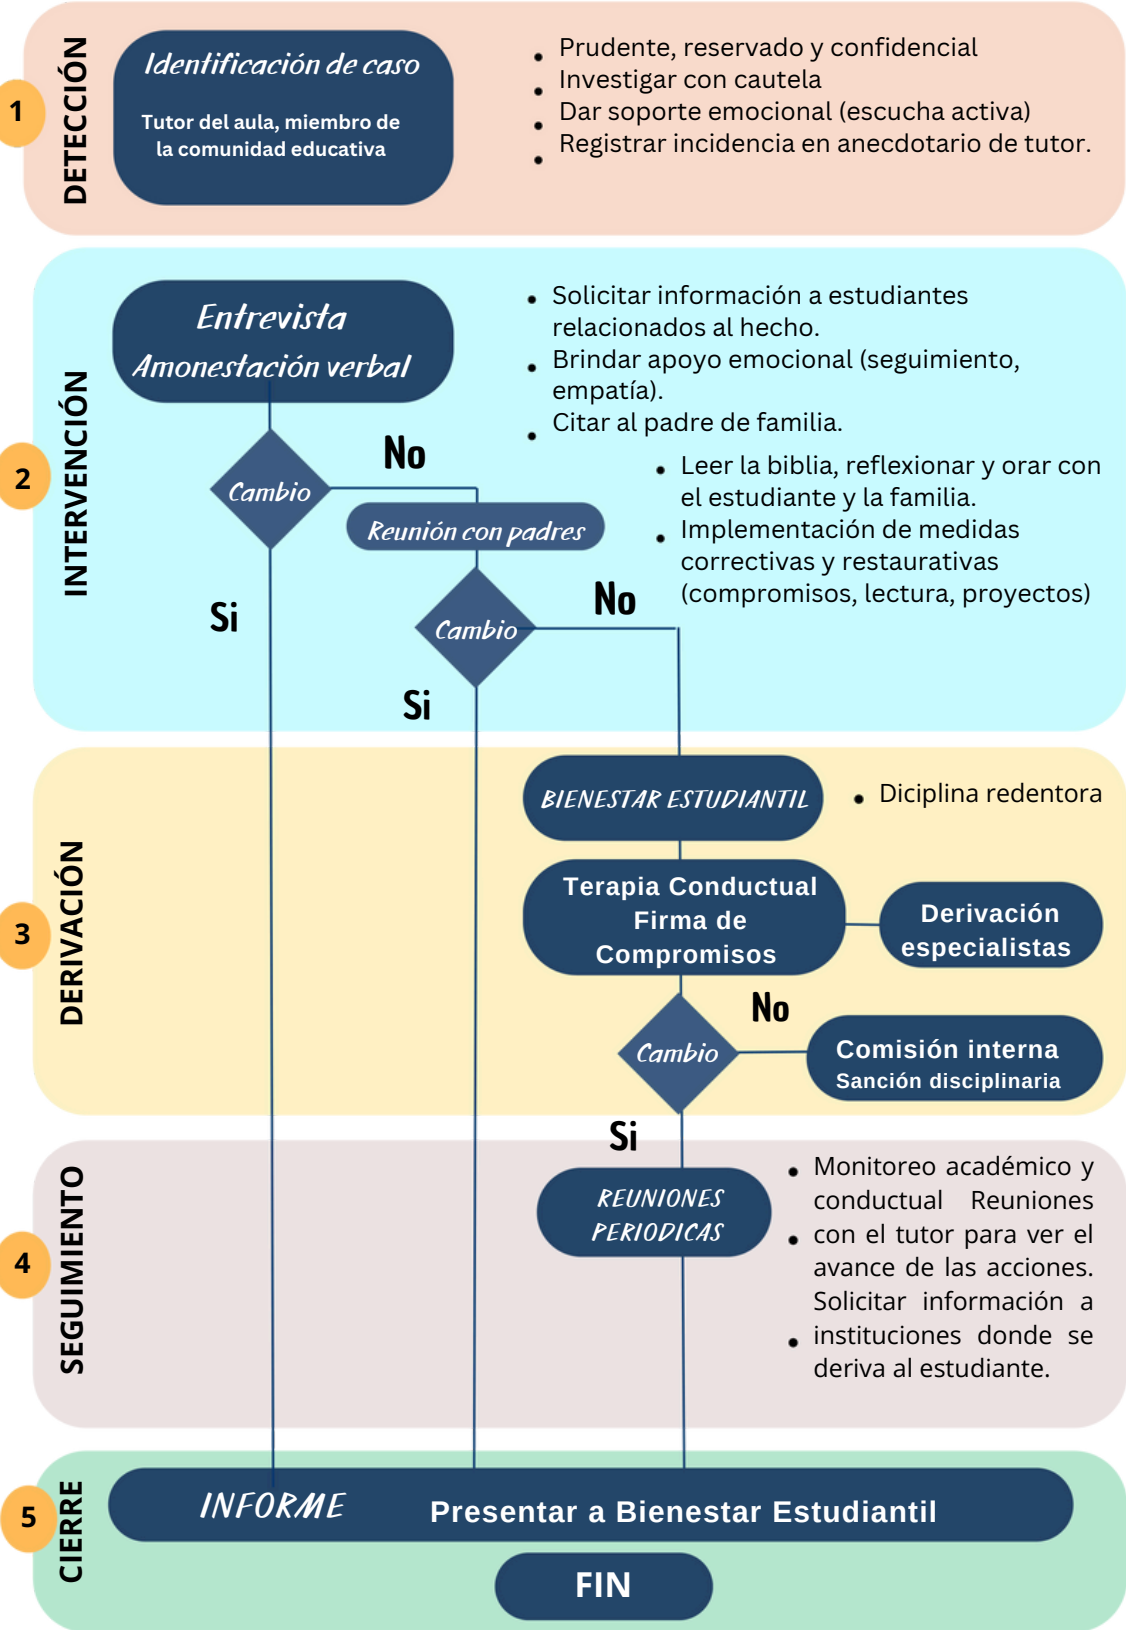 1
DETECCIÓN
Identificación de caso
Tutor del aula, miembro de
la comunidad educativa
Prudente, reservado y confidencial
Investigar con cautela
Dar soporte emocional (escucha activa)
Registrar incidencia en anecdotario de tutor.
2
INTERVENCIÓN
Entrevista
Amonestación verbal
Solicitar información a estudiantes
relacionados al hecho.
Brindar apoyo emocional (seguimiento,
empatía).
Citar al padre de familia.
Leer la biblia, reflexionar y orar con
el estudiante y la familia.
Implementación de medidas
correctivas y restaurativas
(compromisos, lectura, proyectos)
Cambio
No
Reunión con padres
Si
Cambio
No
Si
3
DERIVACIÓN
BIENESTAR ESTUDIANTIL
Diciplina redentora
Terapia Conductual
Firma de
Compromisos
Derivación
especialistas
Cambio
No
Comisión interna
Sanción disciplinaria
Si
4
SEGUIMIENTO
REUNIONES
PERIODICAS
Monitoreo académico y
conductual Reuniones
con el tutor para ver el
avance de las acciones.
Solicitar información a
instituciones donde se
deriva al estudiante.
5
CIERRE
INFORME Presentar a Bienestar Estudiantil
FIN